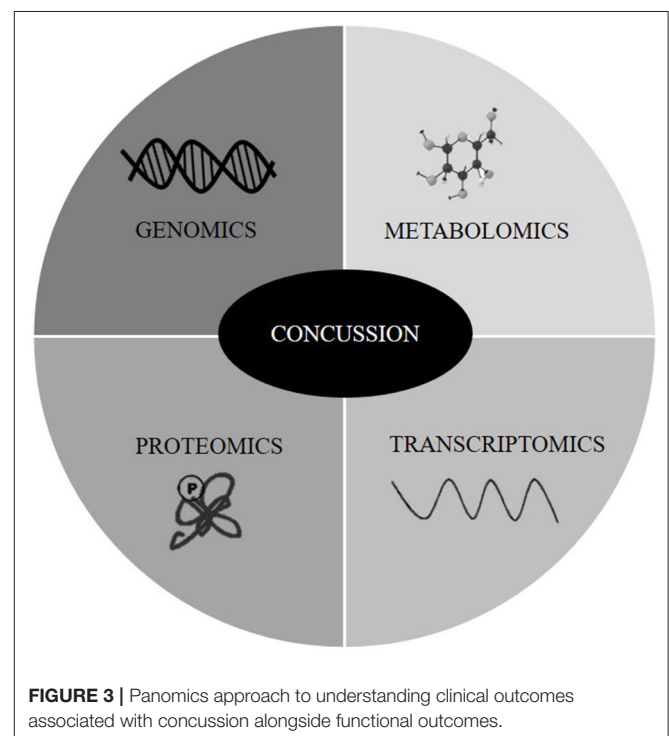 GENOMICS
METABOLOMICS
CONCUSSION
PROTEOMICS
P
TRANSCRIPTOMICS
FIGURE 3 | Panomics approach to understanding clinical outcomes
associated with concussion alongside functional outcomes.